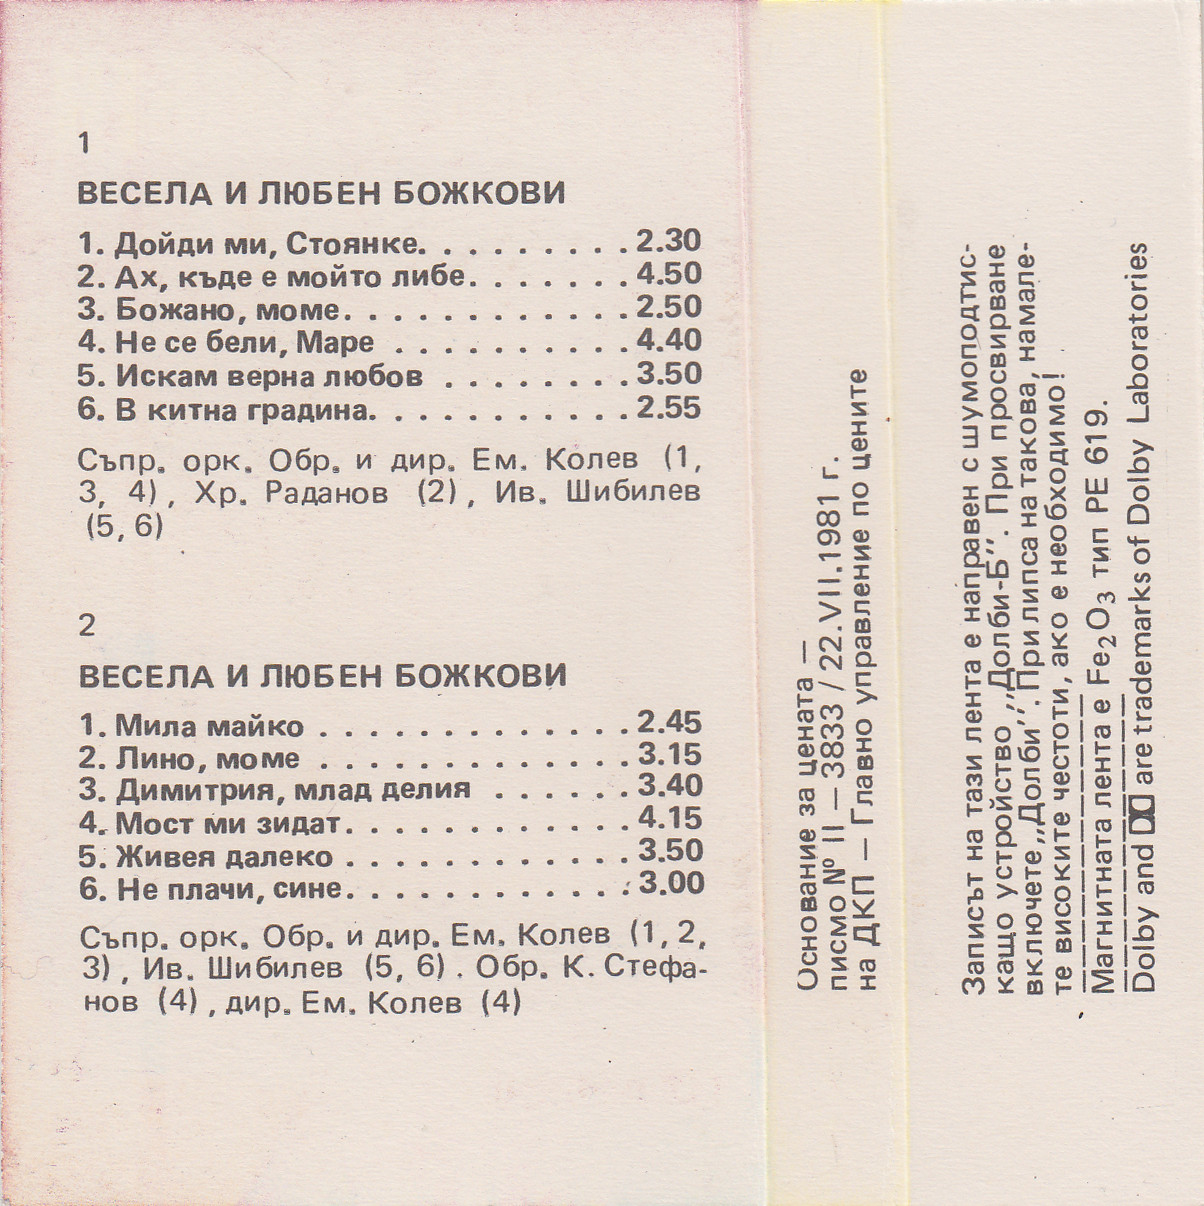 1
ВЕСЕЛА И ЛЮБЕН БОЖКОВИ
1. Дойди ми, Стоянке. . . . . . . . . 2.30
2. Ах, къде е мойто либе. . . . . . . 4.50
3. Божано, моме. . . . . . . . . . . . . 2.50
4. Не се бели, Маре . . . . . . . . . . 4.40
5. Искам верна любов . . . . . . . . 3.50
6. В китна градина. . . . . . . . . . . 2.55
Съпр. орк. Обр. и дир. Ем. Колев (1,
3, 4), Хр. Раданов (2), Ив. Шибилев
(5, 6)
2
ВЕСЕЛА И ЛЮБЕН БОЖКОВИ
1. Мила майко . . . . . . . . . . . . . 2.45
2. Лино, моме . . . . . . . . . . . . . 3.15
3. Димитрия, млад делия . . . . . . 3.40
4. Мост ми зидат. . . . . . . . . . . . 4.15
5. Живея далеко . . . . . . . . . . . . 3.50
6. Не плачи, сине. . . . . . . . . . . . 3.00
Съпр. орк. Обр. и дир. Ем. Колев (1, 2,
3), Ив. Шибилев (5, 6). Обр. К. Стефа-
нов (4), дир. Ем. Колев (4)
Основание за цената —
писмо № II — 3833 / 22.VII.1981 г.
на ДКП — Главно управление по цените
Записът на тази лента е направен с шумоподтис-
кащо устройство ,,Долби-Б''. При просвирване
включете ,,Долби''. При липса на такова, намале-
те високите честоти, ако е необходимо!
Магнитната лента е Fe2O3 тип PE 619.
Dolby and are trademarks of Dolby Laboratories